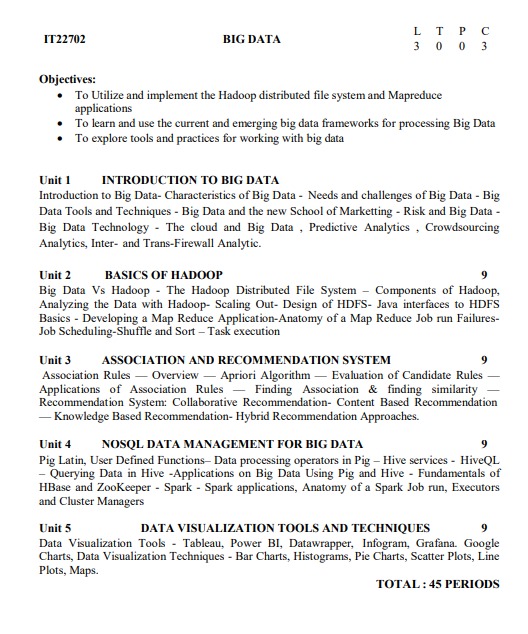 L T P C
IT22702 BIG DATA
3 0 0 3
Objectives:
• To Utilize and implement the Hadoop distributed file system and Mapreduce
applications
• To learn and use the current and emerging big data frameworks for processing Big Data
• To explore tools and practices for working with big data
Unit 1 INTRODUCTION TO BIG DATA
Introduction to Big Data- Characteristics of Big Data - Needs and challenges of Big Data - Big
Data Tools and Techniques - Big Data and the new School of Marketting - Risk and Big Data -
Big Data Technology - The cloud and Big Data , Predictive Analytics , Crowdsourcing
Analytics, Inter- and Trans-Firewall Analytic.
Unit 2 BASICS OF HADOOP 9
Big Data Vs Hadoop - The Hadoop Distributed File System – Components of Hadoop,
Analyzing the Data with Hadoop- Scaling Out- Design of HDFS- Java interfaces to HDFS
Basics - Developing a Map Reduce Application-Anatomy of a Map Reduce Job run Failures-
Job Scheduling-Shuffle and Sort – Task execution
Unit 3 ASSOCIATION AND RECOMMENDATION SYSTEM 9
Association Rules — Overview — Apriori Algorithm — Evaluation of Candidate Rules —
Applications of Association Rules — Finding Association & finding similarity —
Recommendation System: Collaborative Recommendation- Content Based Recommendation
— Knowledge Based Recommendation- Hybrid Recommendation Approaches.
Unit 4 NOSQL DATA MANAGEMENT FOR BIG DATA 9
Pig Latin, User Defined Functions– Data processing operators in Pig – Hive services - HiveQL
– Querying Data in Hive -Applications on Big Data Using Pig and Hive - Fundamentals of
HBase and ZooKeeper - Spark - Spark applications, Anatomy of a Spark Job run, Executors
and Cluster Managers
Unit 5 DATA VISUALIZATION TOOLS AND TECHNIQUES 9
Data Visualization Tools - Tableau, Power BI, Datawrapper, Infogram, Grafana. Google
Charts, Data Visualization Techniques - Bar Charts, Histograms, Pie Charts, Scatter Plots, Line
Plots, Maps.
TOTAL : 45 PERIODS